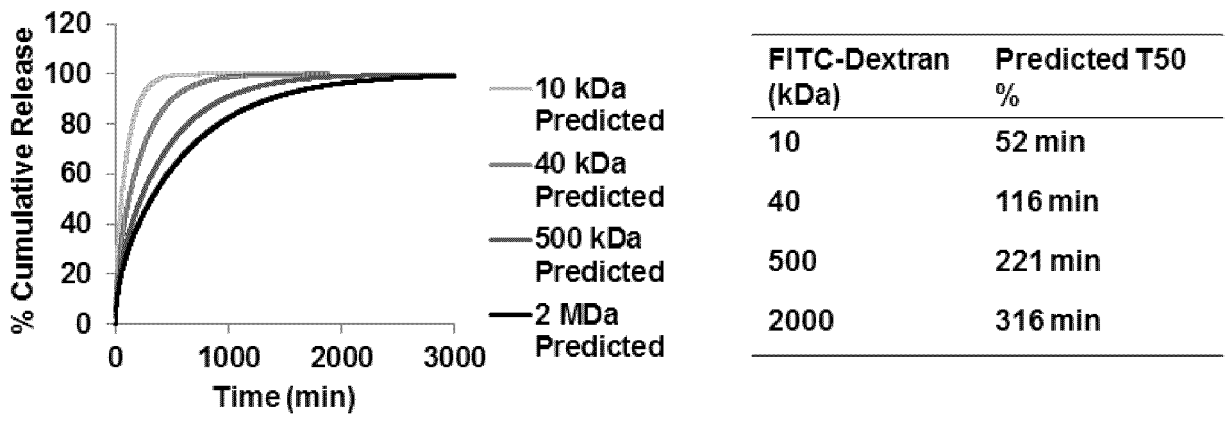 % Cumulative Release
120
100
80
60
40
20
0
0 1000 2000 3000
Time (min)
10 kDa
Predicted
40 kDa
Predicted
500 kDa
Predicted
2 MDa
Predicted
FITC-Dextran Predicted T50
(kDa) %
10 52 min
40 116 min
500 221 min
2000 316 min